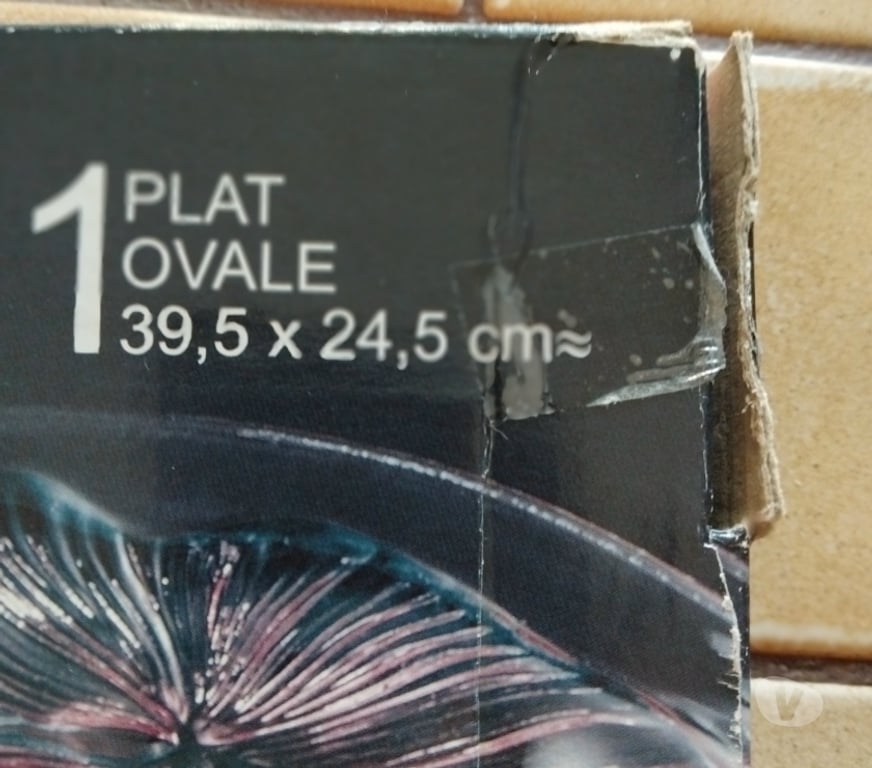 1 PLAT
OVALE
39,5 x 24,5 cm≈
V